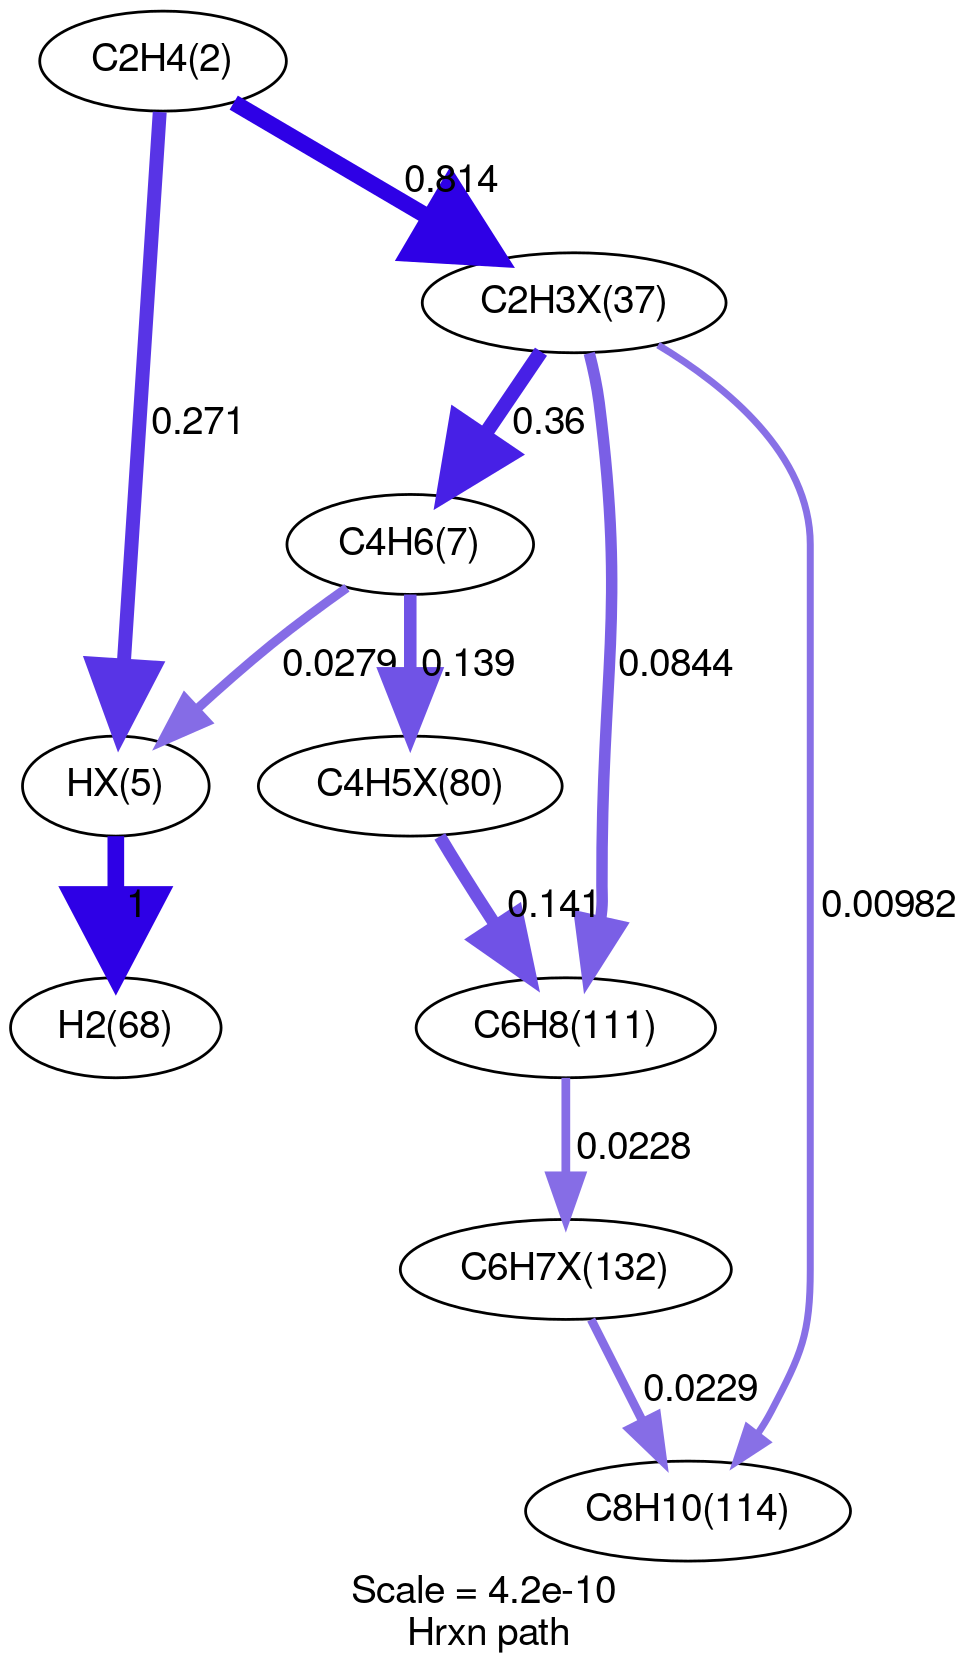 C2H4(2)
0.814
C2H3X(37)
0.271
0.36
C4H6(7)
0.0279
0.139
0.0844
HX(5)
C4H5X(80)
1
0.141
0.00982
H2(68)
C6H8(111)
0.0228
C6H7X(132)
0.0229
C8H10(114)
Scale = 4.2e-10
Hrxn path